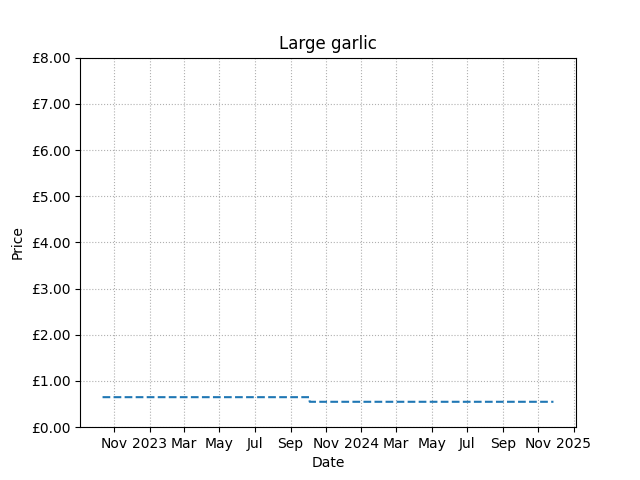 Large garlic
£8.00
£7.00
£6.00
£5.00
£4.00
£3.00
£2.00
£1.00
£0.00
Price
Nov 2023 Mar May Jul Sep Nov 2024 Mar May Jul Sep Nov 2025
Date